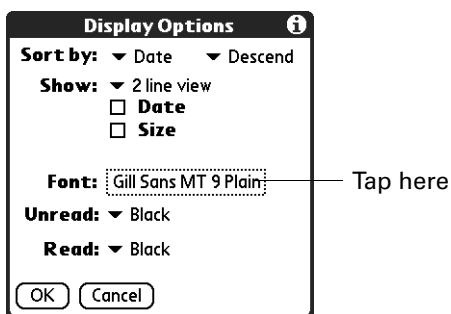 Display Options i
Sort by: Date Descend
Show: 2 line view
Date
Size
Font: Gill Sans MT 9 Plain Tap here
Unread: Black
Read: Black
OK Cancel